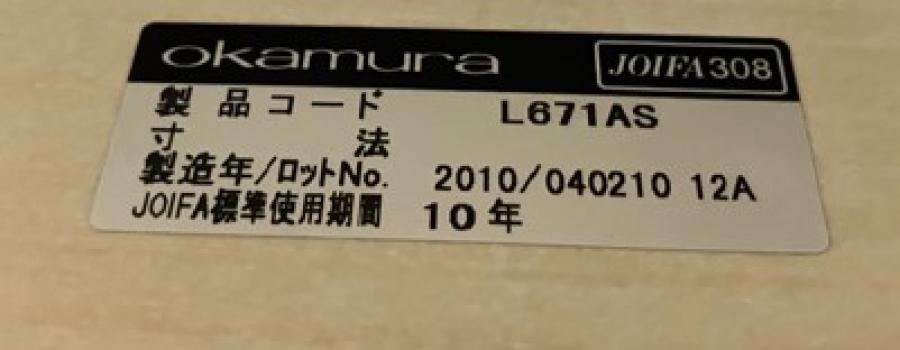 okamura JOIFA308
製品コード L671AS
寸法
製造年/ロットNo. 2010/040210 12A
JOIFA標準使用期間 10年